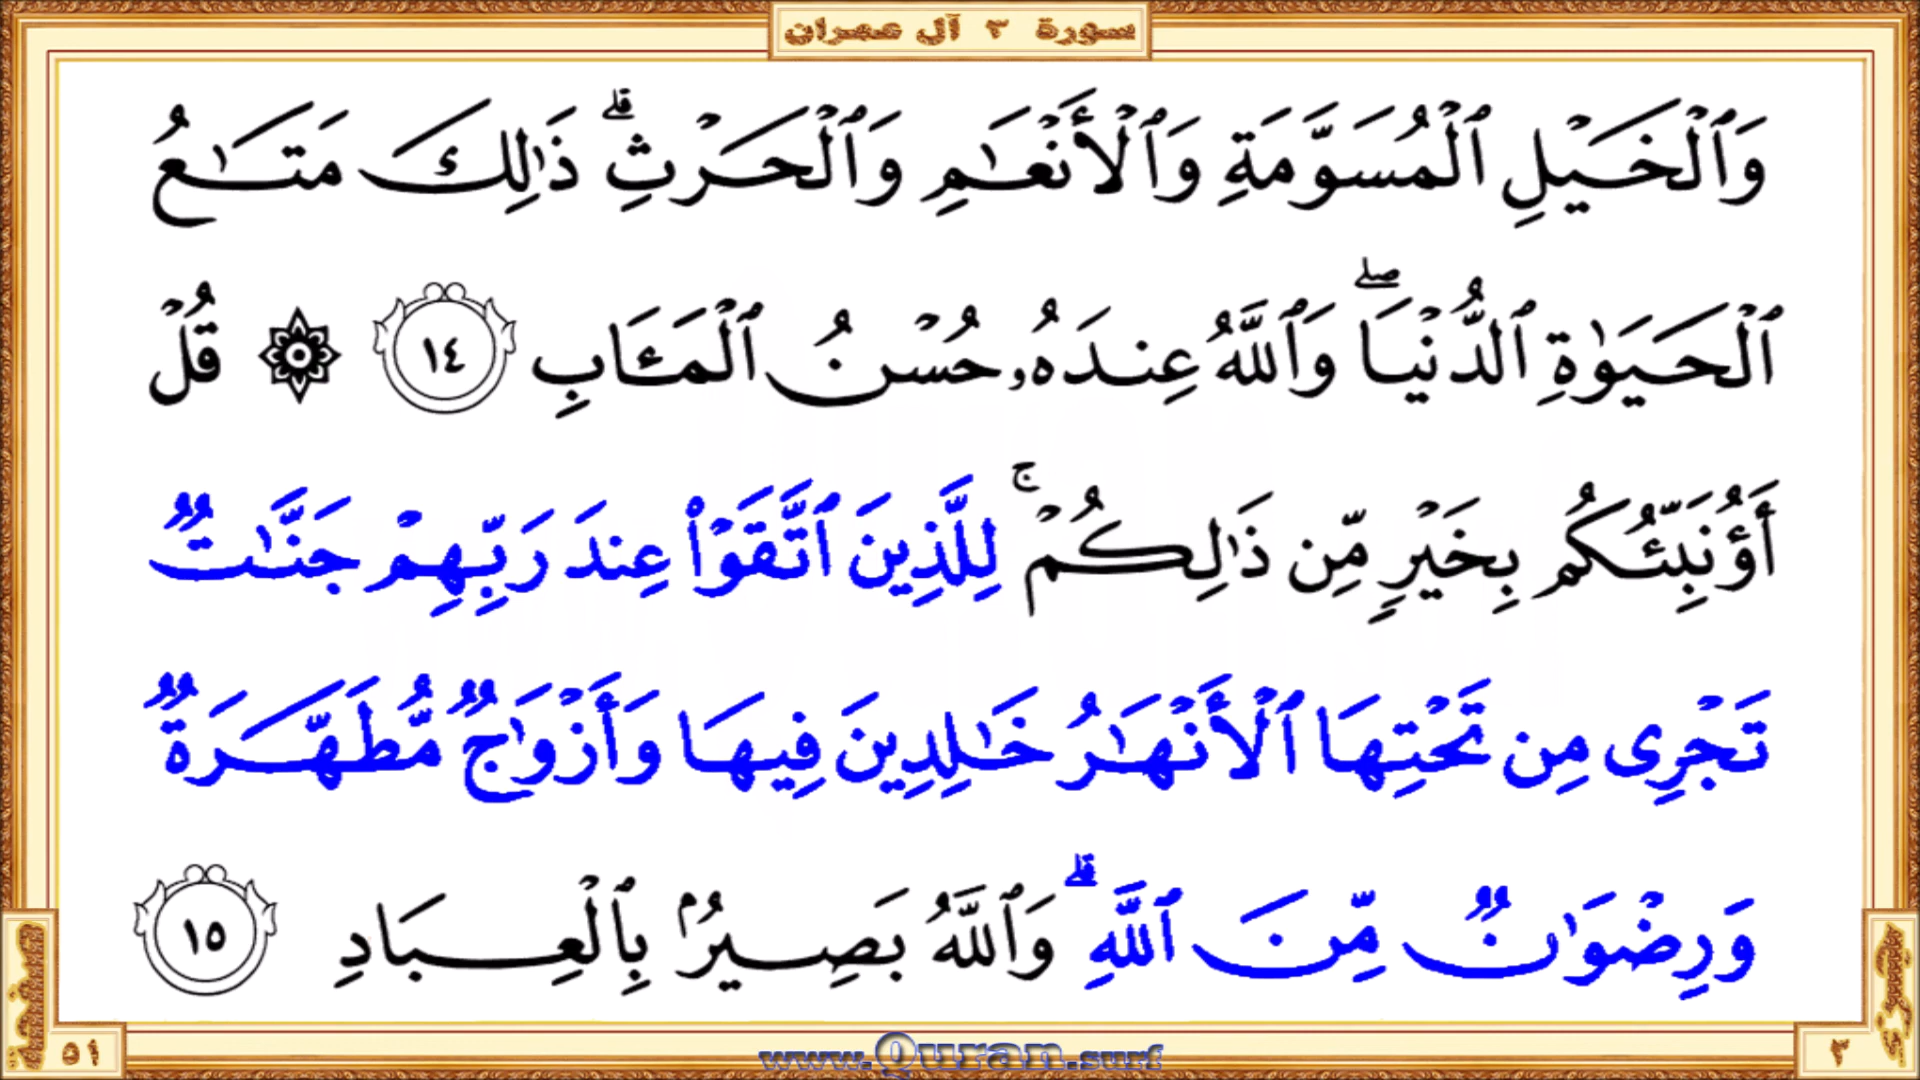 سورة ٣ آل عمران
وَٱلْخَيْلِ ٱلْمُسَوَّمَةِ وَٱلْأَنْعَـٰمِ وَٱلْحَرْثِ ۗ ذَٰلِكَ مَتَـٰعُ
ٱلْحَيَوٰةِ ٱلدُّنْيَا ۖ وَٱللَّهُ عِندَهُۥ حُسْنُ ٱلْمَـَٔابِ ١٤ ۞ قُلْ
أَؤُنَبِّئُكُم بِخَيْرٍ مِّن ذَٰلِكُمْ ۚ لِلَّذِينَ ٱتَّقَوْا۟ عِندَ رَبِّهِمْ جَنَّـٰتٌ
تَجْرِى مِن تَحْتِهَا ٱلْأَنْهَـٰرُ خَـٰلِدِينَ فِيهَا وَأَزْوَٰجٌ مُّطَهَّرَةٌ
وَرِضْوَٰنٌ مِّنَ ٱللَّهِ ۗ وَٱللَّهُ بَصِيرٌۢ بِٱلْعِبَادِ ١٥
صفحة ٥١
www.Quran.surf
٣